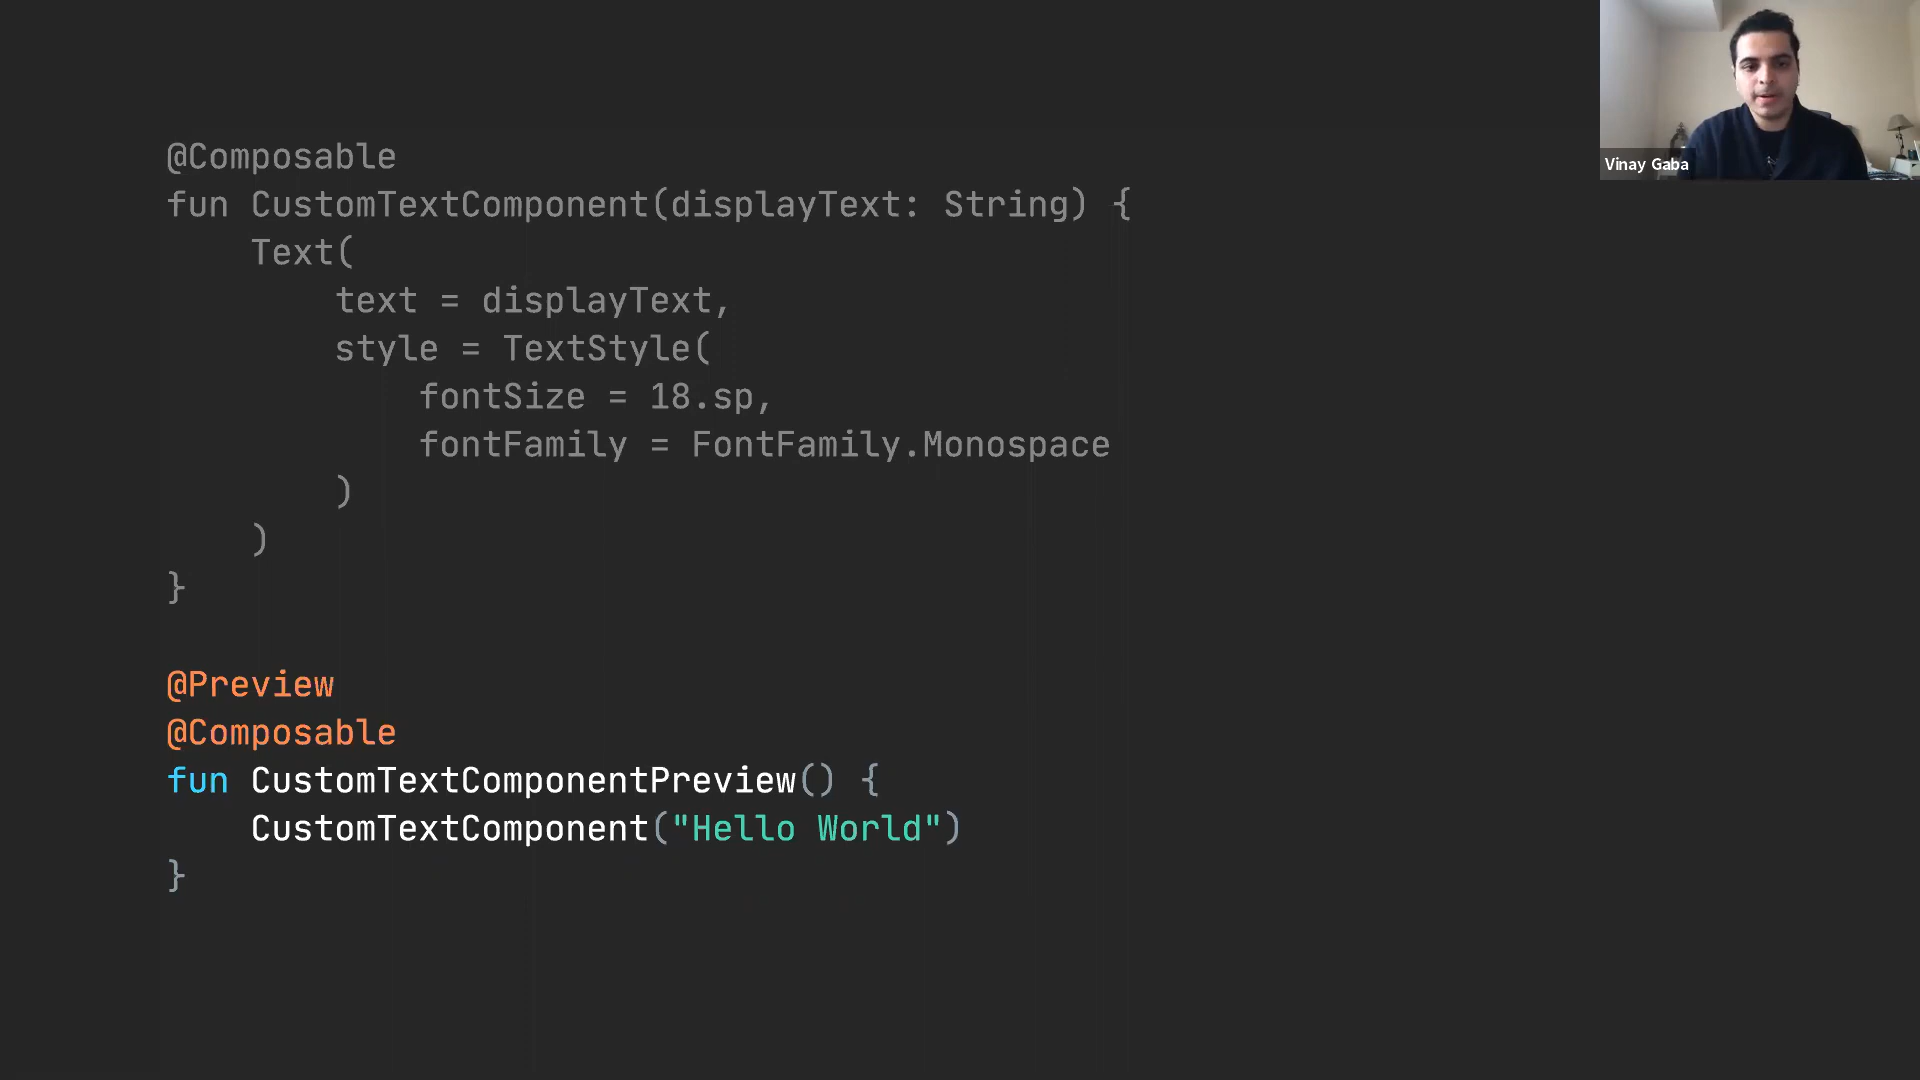 @Composable
fun CustomTextComponent(displayText: String) {
    Text(
        text = displayText,
        style = TextStyle(
            fontSize = 18.sp,
            fontFamily = FontFamily.Monospace
        )
    )
}
@Preview
@Composable
fun CustomTextComponentPreview() {
    CustomTextComponent("Hello World")
}
Vinay Gaba